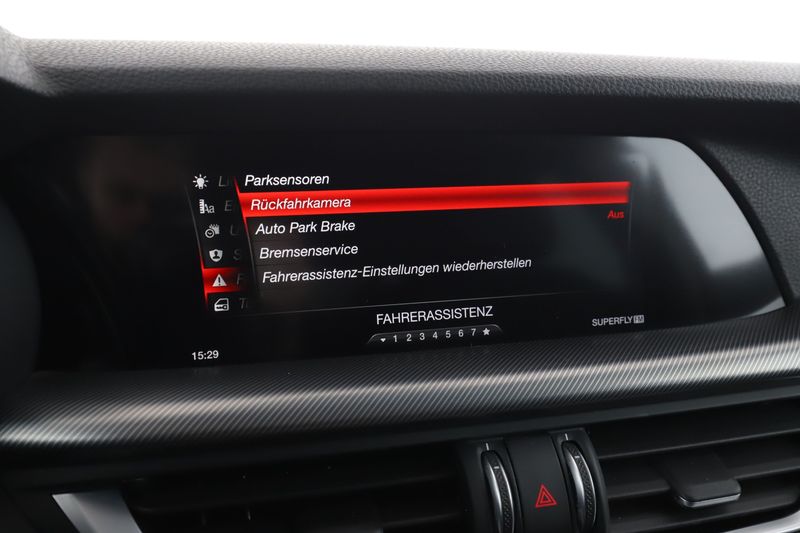 Parksensoren
Rückfahrkamera
Aus
Auto Park Brake
Bremsenservice
Fahrerassistenz-Einstellungen wiederherstellen
FAHRERASSISTENZ
1 2 3 4 5 6 7
SUPERFLY FM
15:29